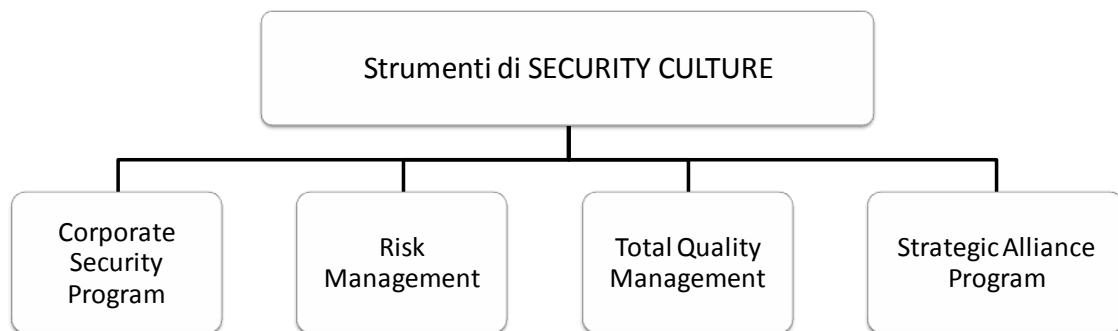 Strumenti di SECURITY CULTURE
Corporate
Security
Program
Risk
Management
Total Quality
Management
Strategic Alliance
Program